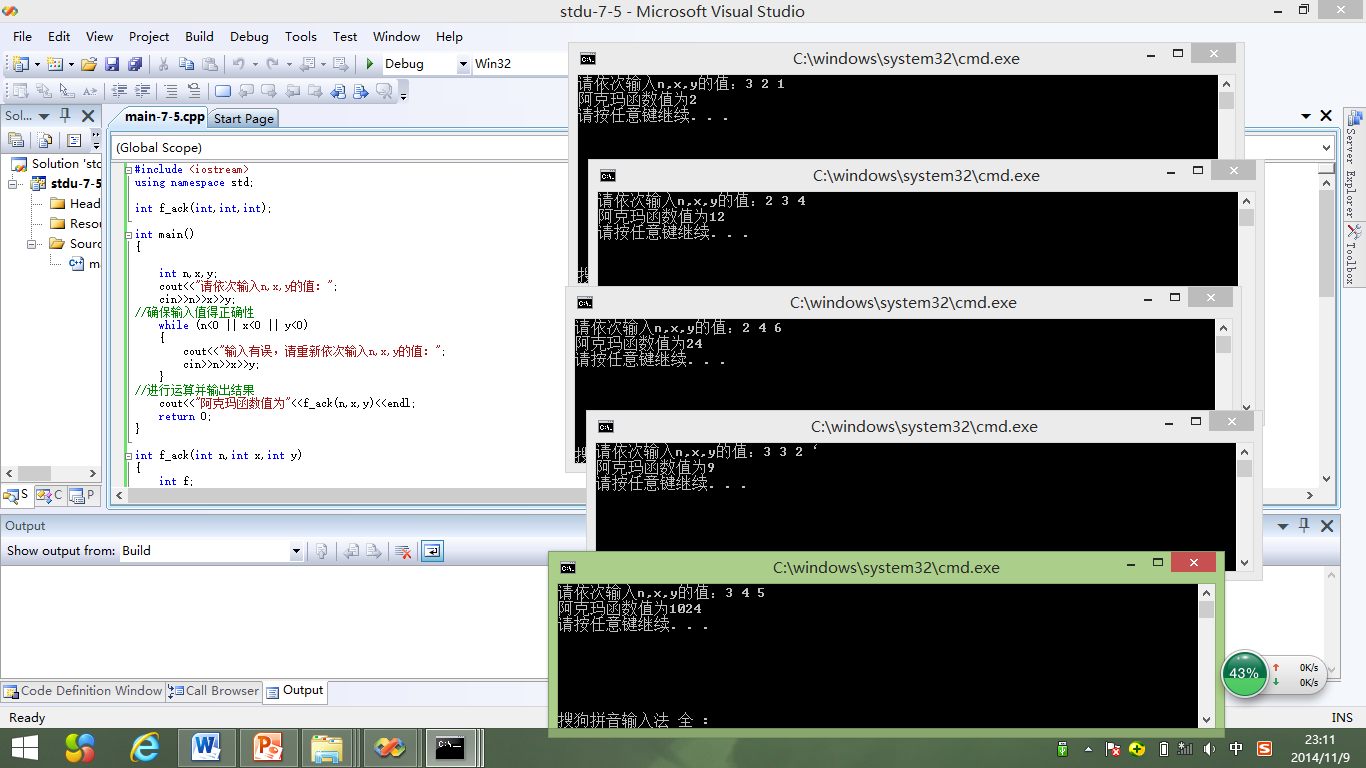 stdu-7-5 - Microsoft Visual Studio
File Edit View Project Build Debug Tools Test Window Help
Debug Win32
Sol...
main-7-5.cpp Start Page
(Global Scope)
Solution 'std
stdu-7-5
Head
Resou
Sourc
m
#include <iostream>
using namespace std;
int f_ack(int,int,int);
int main()
{
int n,x,y;
cout<<"请依次输入n,x,y的值：";
cin>>n>>x>>y;
//确保输入值得正确性
while (n<0 || x<0 || y<0)
{
cout<<"输入有误，请重新依次输入n,x,y的值：";
cin>>n>>x>>y;
}
//进行运算并输出结果
cout<<"阿克玛函数值为"<<f_ack(n,x,y)<<endl;
return 0;
}
int f_ack(int n,int x,int y)
{
int f;
S C P
C:\windows\system32\cmd.exe
请依次输入n,x,y的值：3 2 1
阿克玛函数值为2
请按任意键继续. . .
搜
C:\windows\system32\cmd.exe
请依次输入n,x,y的值：2 3 4
阿克玛函数值为12
请按任意键继续. . .
C:\windows\system32\cmd.exe
请依次输入n,x,y的值：2 4 6
阿克玛函数值为24
请按任意键继续. . .
搜
C:\windows\system32\cmd.exe
请依次输入n,x,y的值：3 3 2 ‘
阿克玛函数值为9
请按任意键继续. . .
C:\windows\system32\cmd.exe
请依次输入n,x,y的值：3 4 5
阿克玛函数值为1024
请按任意键继续. . .
搜狗拼音输入法 全 ：
Server Explorer
Toolbox
Output
Show output from: Build
Code Definition Window Call Browser Output
43%
0K/s
0K/s
Ready INS
中
23:11
2014/11/9